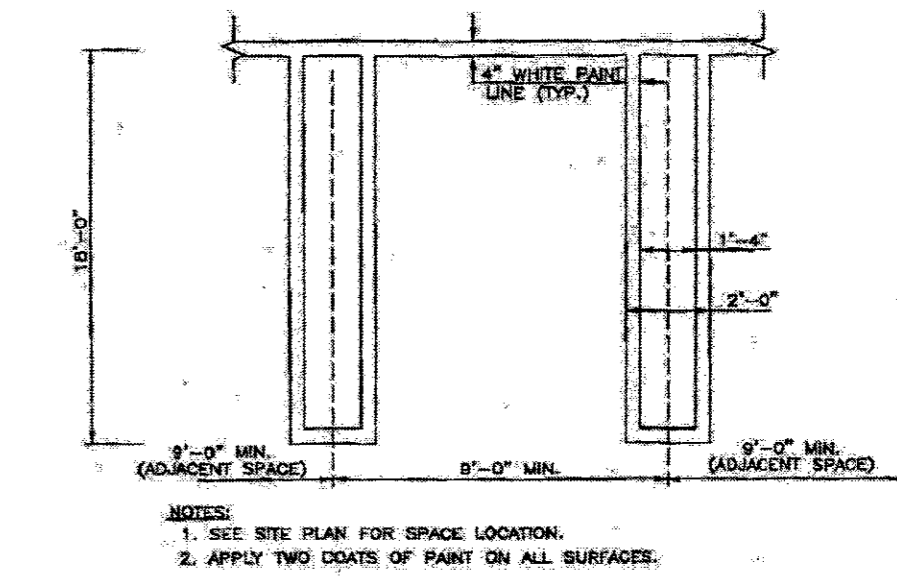 4" WHITE PAINT
LINE (TYP.)
18'-0"
1'-4"
2'-0"
9'-0" MIN.
(ADJACENT SPACE)
9'-0" MIN.
9'-0" MIN.
(ADJACENT SPACE)
NOTES:
1. SEE SITE PLAN FOR SPACE LOCATION.
2. APPLY TWO COATS OF PAINT ON ALL SURFACES.